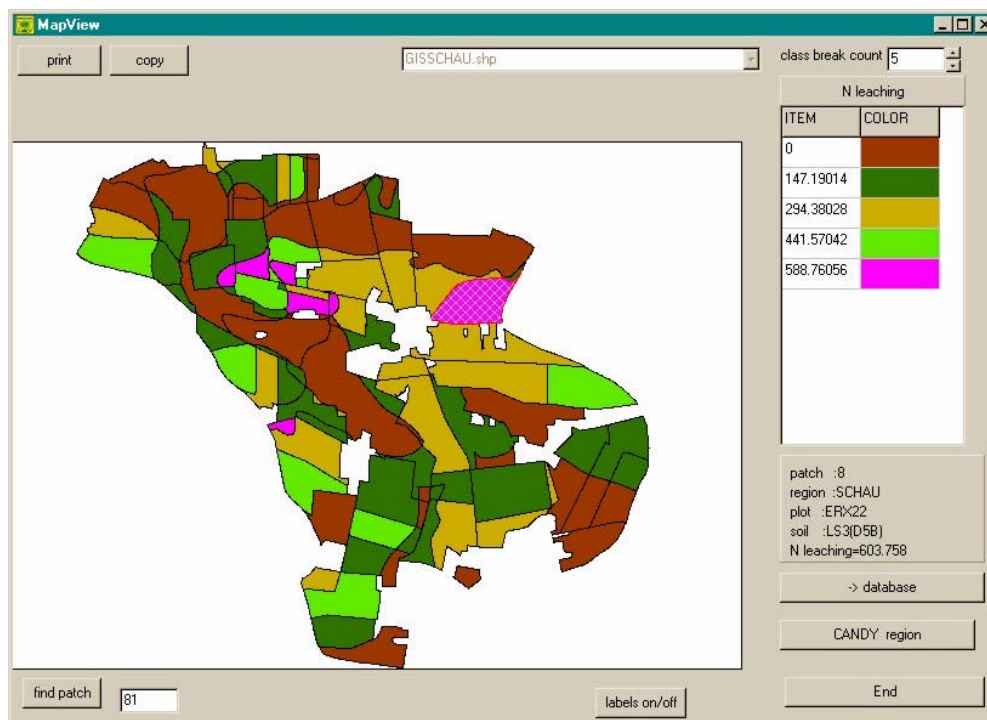 MapView
print copy GISSCHAU.shp class break count 5
N leaching
ITEM COLOR
0
147.19014
294.38028
441.57042
588.76056
patch :8
region :SCHAU
plot :ERX22
soil :LS3(D5B)
N leaching=603.758
-> database
CANDY region
find patch 81 labels on/off End